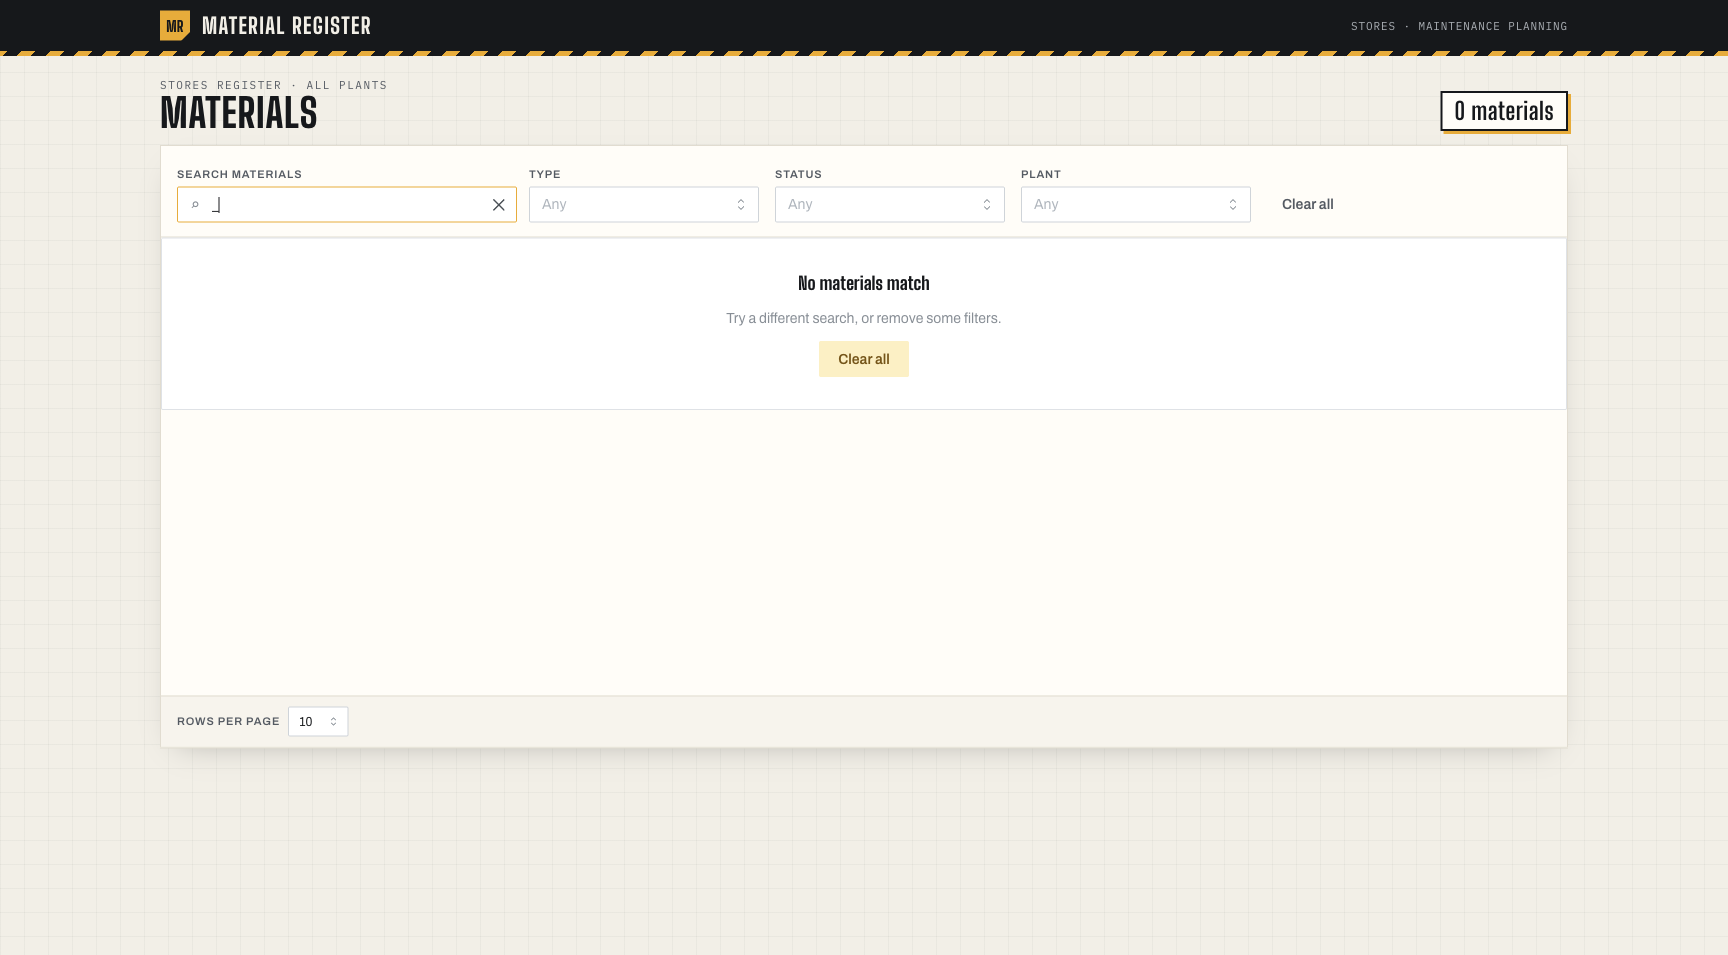 MR MATERIAL REGISTER
STORES · MAINTENANCE PLANNING
STORES REGISTER · ALL PLANTS
MATERIALS
0 materials
SEARCH MATERIALS
TYPE
STATUS
PLANT
_
Any
Any
Any
Clear all
No materials match
Try a different search, or remove some filters.
Clear all
ROWS PER PAGE
10